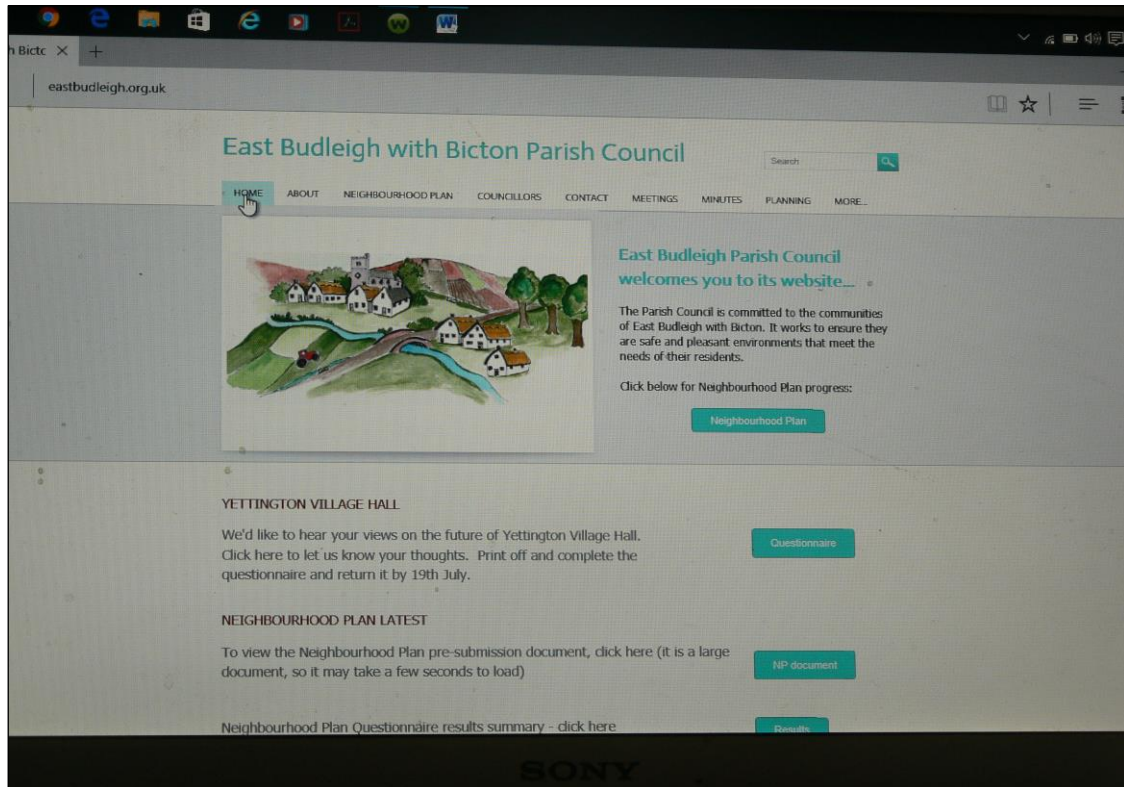 h Bictc
eastbudleigh.org.uk
East Budleigh with Bicton Parish Council
Search
HOME ABOUT NEIGHBOURHOOD PLAN COUNCILLORS CONTACT MEETINGS MINUTES PLANNING MORE...
East Budleigh Parish Council
welcomes you to its website...
The Parish Council is committed to the communities
of East Budleigh with Bicton. It works to ensure they
are safe and pleasant environments that meet the
needs of their residents.
Click below for Neighbourhood Plan progress:
Neighbourhood Plan
YETTINGTON VILLAGE HALL
We'd like to hear your views on the future of Yettington Village Hall.
Click here to let us know your thoughts. Print off and complete the
questionnaire and return it by 19th July.
Questionnaire
NEIGHBOURHOOD PLAN LATEST
To view the Neighbourhood Plan pre-submission document, click here (it is a large
document, so it may take a few seconds to load)
NP document
Neighbourhood Plan Questionnaire results summary - click here
Results
SONY